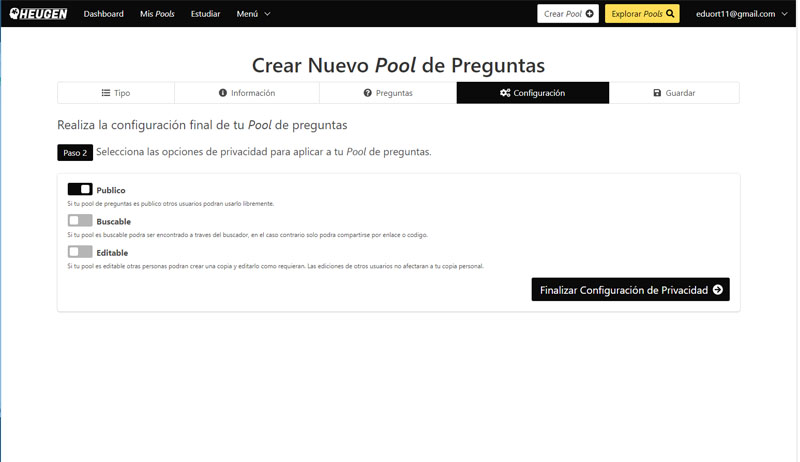 HEUGEN Dashboard Mis Pools Estudiar Menú Crear Pool Explorar Pools eduort11@gmail.com
Crear Nuevo Pool de Preguntas
Tipo Información Preguntas Configuración Guardar
Realiza la configuración final de tu Pool de preguntas
Paso 2 Selecciona las opciones de privacidad para aplicar a tu Pool de preguntas.
Publico
Si tu pool de preguntas es publico otros usuarios podran usarlo libremente.
Buscable
Si tu pool es buscable podra ser encontrado a traves del buscador, en el caso contrario solo podra compartirse por enlace o codigo.
Editable
Si tu pool es editable otras personas podran crear una copia y editarlo como requieran. Las ediciones de otros usuarios no afectaran a tu copia personal.
Finalizar Configuración de Privacidad